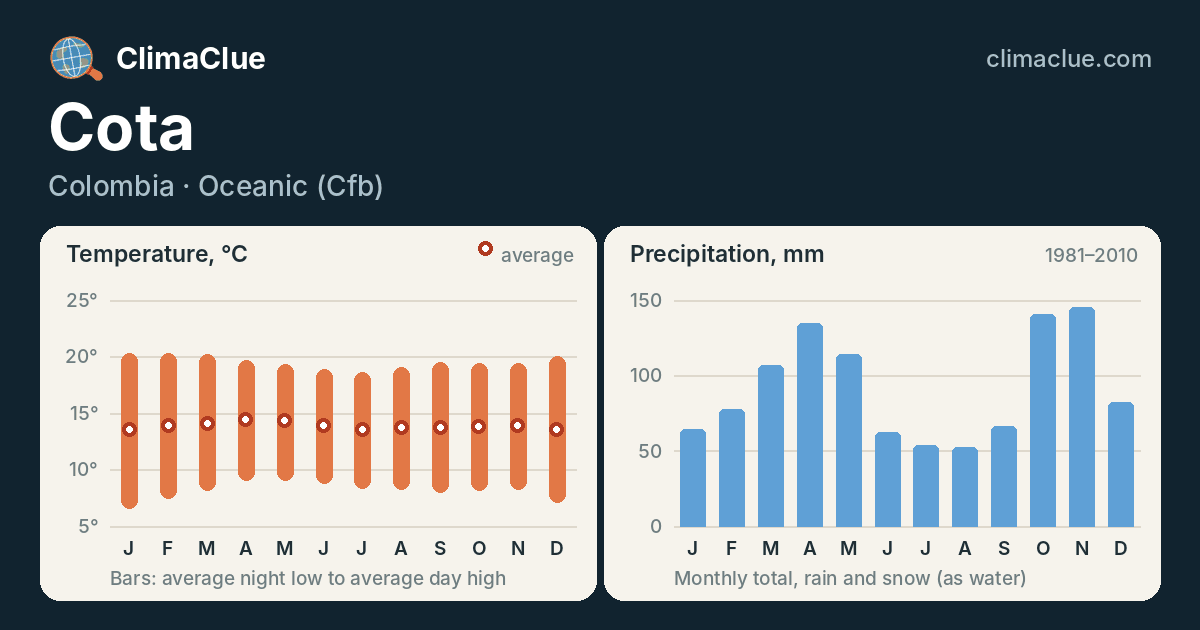 ClimaClue
climaclue.com
Cota
Colombia · Oceanic (Cfb)
Temperature, °C
average
25°
20°
15°
10°
5°
J F M A M J J A S O N D
Bars: average night low to average day high
Precipitation, mm
1981–2010
150
100
50
0
J F M A M J J A S O N D
Monthly total, rain and snow (as water)